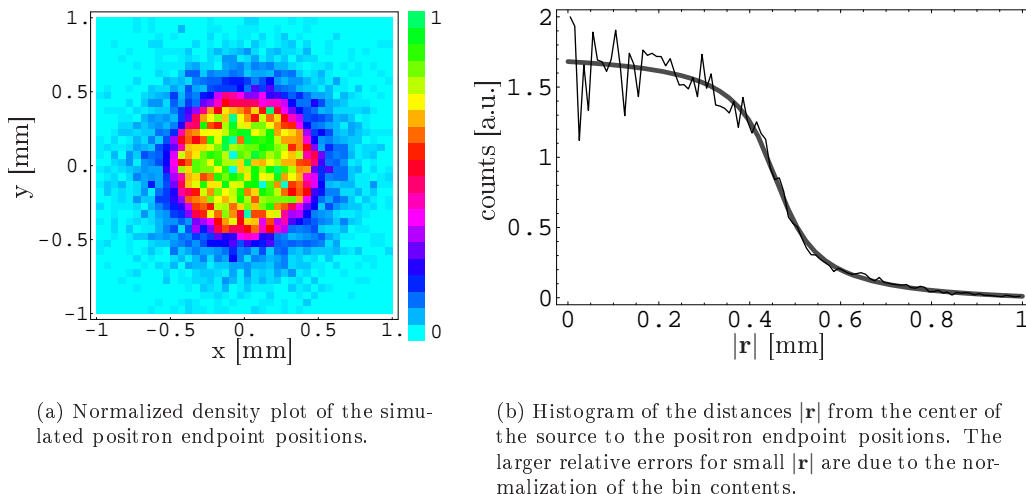 1.
0.5
0.
-0.5
-1
-1
-0.5
0.
0.5
1.
y [mm]
x [mm]
1
0
2
1.5
1
0.5
0
0
0.2
0.4
0.6
0.8
1
counts [a.u.]
|r| [mm]
(a) Normalized density plot of the simu-
lated positron endpoint positions.
(b) Histogram of the distances |r| from the center of
the source to the positron endpoint positions. The
larger relative errors for small |r| are due to the nor-
malization of the bin contents.